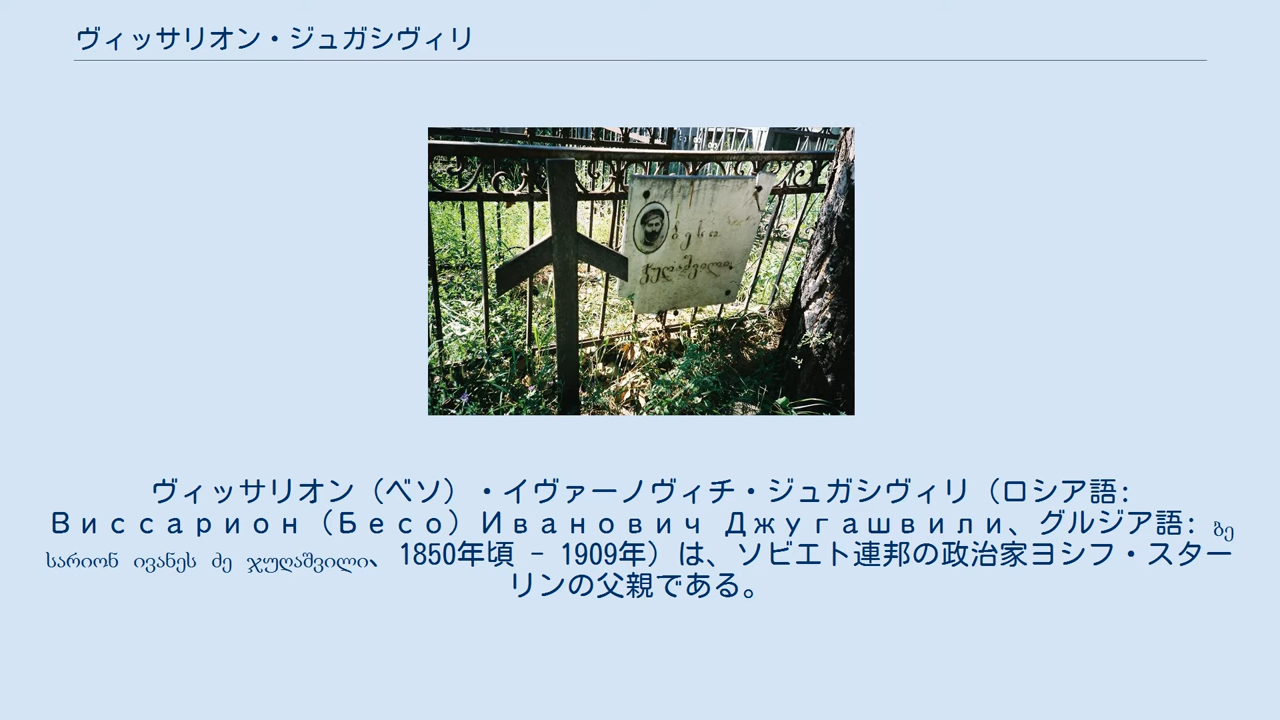 ヴィッサリオン・ジュガシヴィリ
ბესო
ჯუღაშვილი
ヴィッサリオン（ベソ）・イヴァーノヴィチ・ジュガシヴィリ（ロシア語:
Виссарион（Бесо）Иванович Джугашвили、グルジア語: ბე
სარიონ ივანეს ძე ჯუღაშვილი、 1850年頃 - 1909年）は、ソビエト連邦の政治家ヨシフ・スター
リンの父親である。